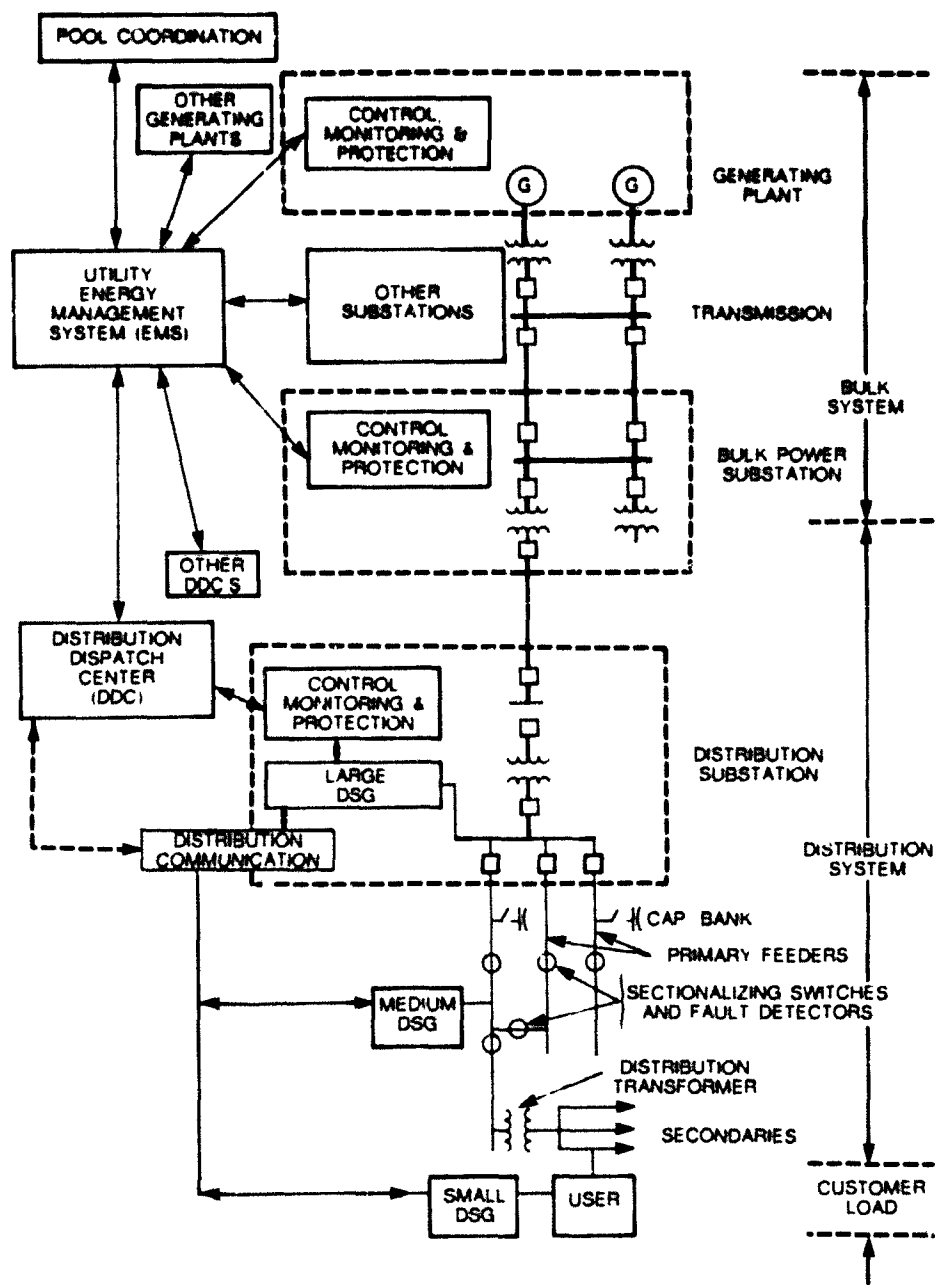 POOL COORDINATION
OTHER
GENERATING
PLANTS
CONTROL,
MONITORING &
PROTECTION
G
G
GENERATING
PLANT
UTILITY
ENERGY
MANAGEMENT
SYSTEM (EMS)
OTHER
SUBSTATIONS
TRANSMISSION
BULK
SYSTEM
CONTROL
MONITORING &
PROTECTION
BULK POWER
SUBSTATION
OTHER
DDC S
DISTRIBUTION
DISPATCH
CENTER
(DDC)
CONTROL
MONITORING &
PROTECTION
LARGE
DSG
DISTRIBUTION
SUBSTATION
DISTRIBUTION
COMMUNICATION
DISTRIBUTION
SYSTEM
CAP BANK
PRIMARY FEEDERS
MEDIUM
DSG
SECTIONALIZING SWITCHES
AND FAULT DETECTORS
DISTRIBUTION
TRANSFORMER
SECONDARIES
SMALL
DSG
USER
CUSTOMER
LOAD